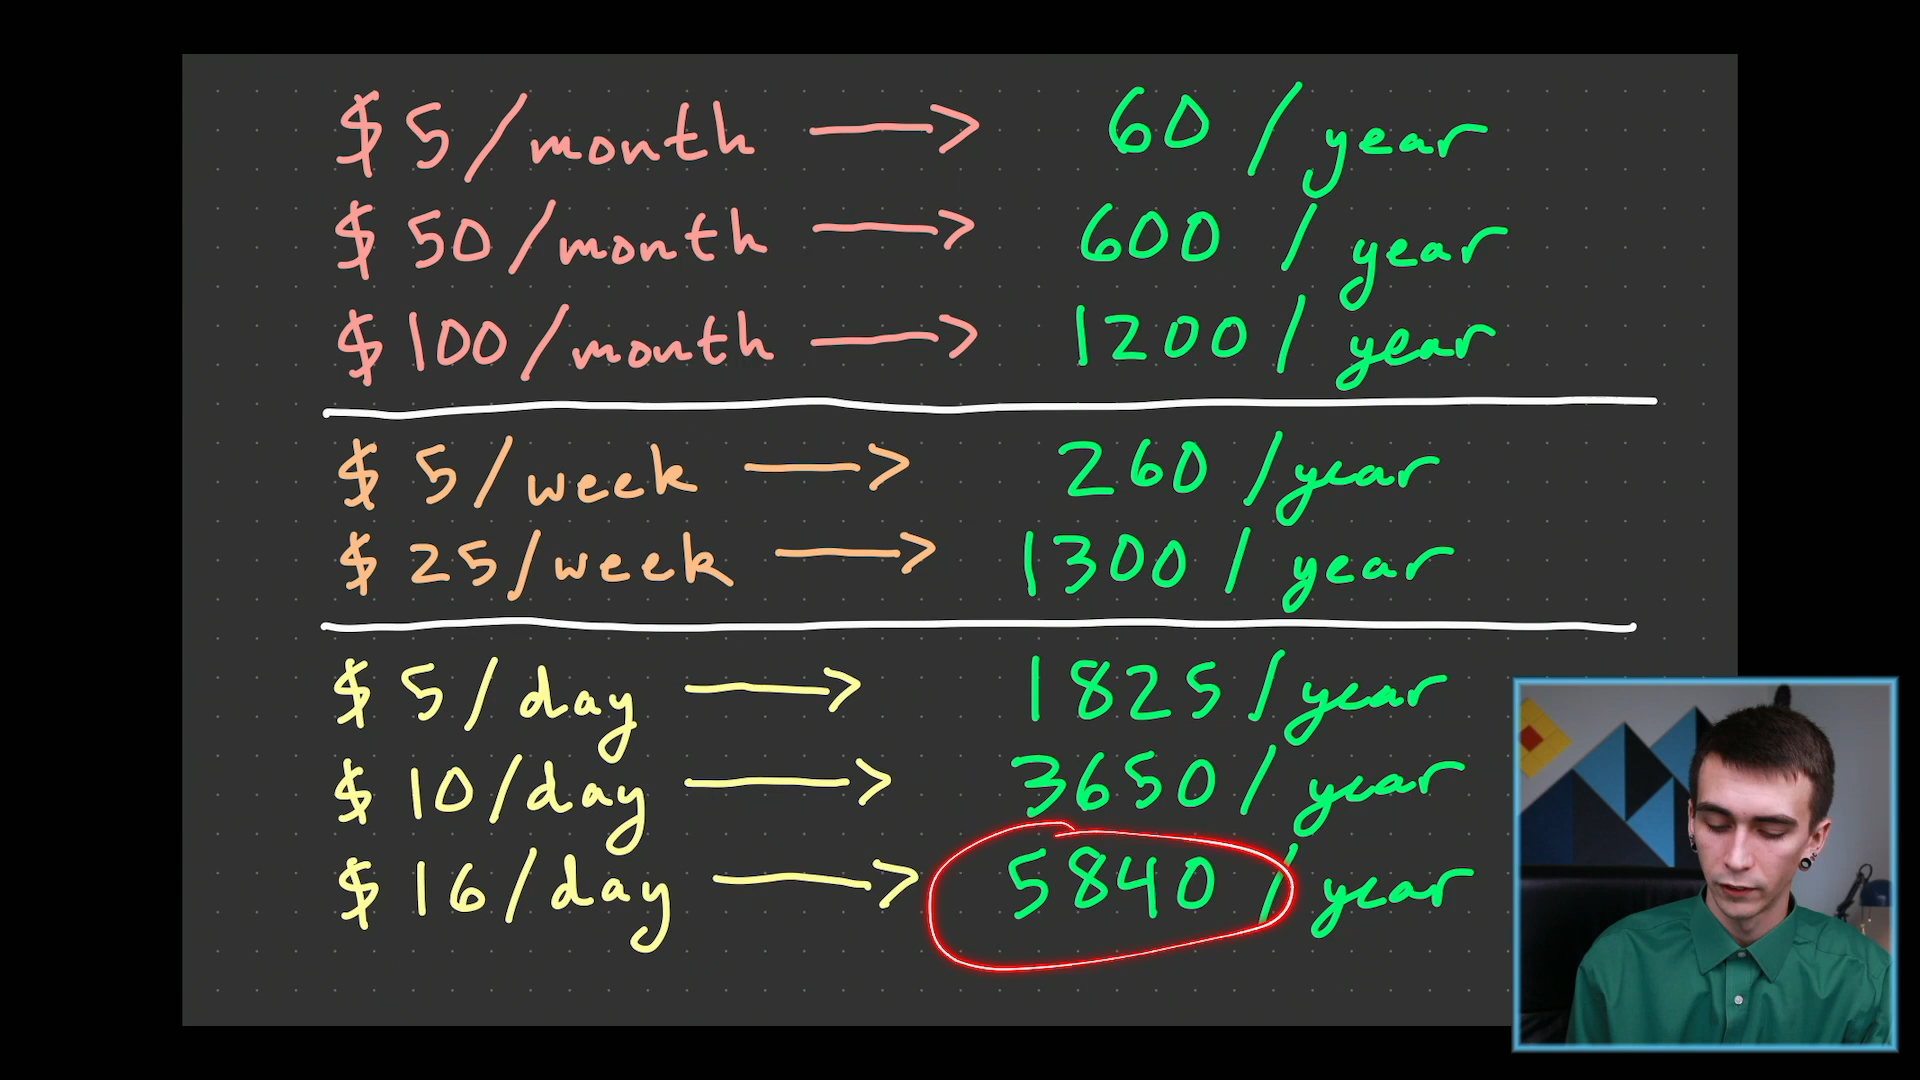 $ 5/month → 60 / year
$ 50/month → 600 / year
$ 100/month → 1200 / year
$ 5/week → 260 / year
$ 25/week → 1300 / year
$ 5/day → 1825 / year
$ 10/day → 3650 / year
$ 16/day → 5840 / year